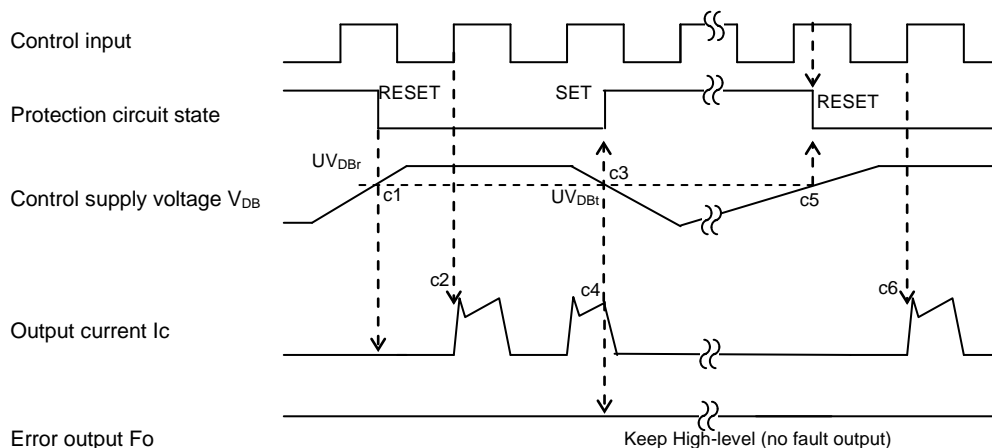 Control input
RESET
SET
RESET
Protection circuit state
UVDBr
c1
c3
UVDBt
c5
Control supply voltage VDB
c2
c4
c6
Output current Ic
Error output Fo
Keep High-level (no fault output)